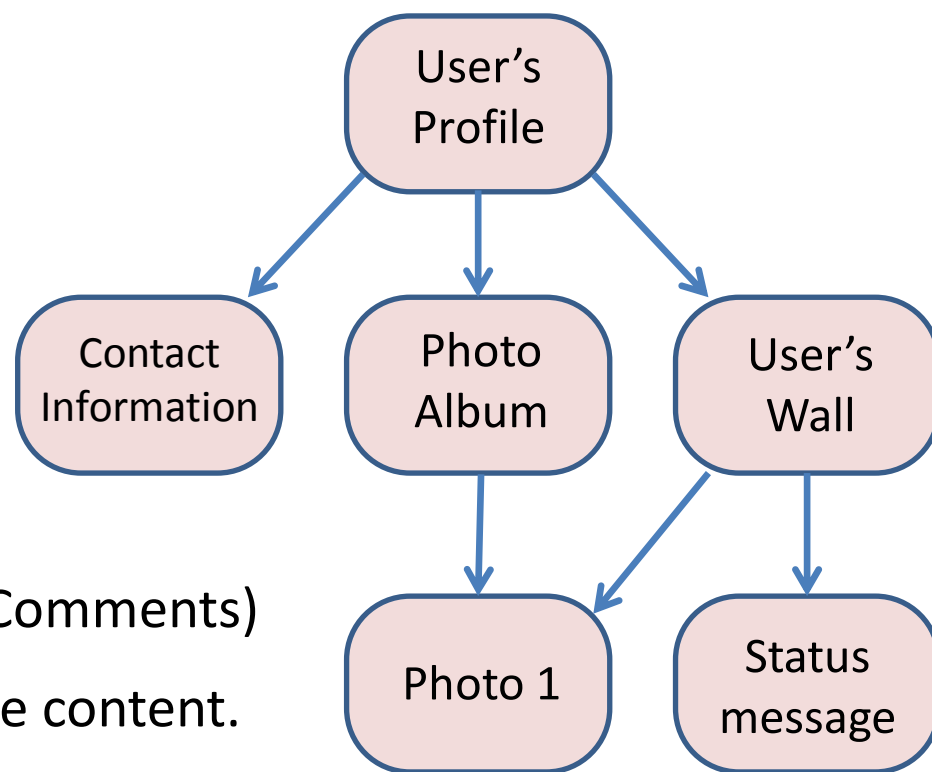 User’s
Profile
Contact
Information
Photo
Album
User’s
Wall
Comments)
e content.
Photo 1
Status
message